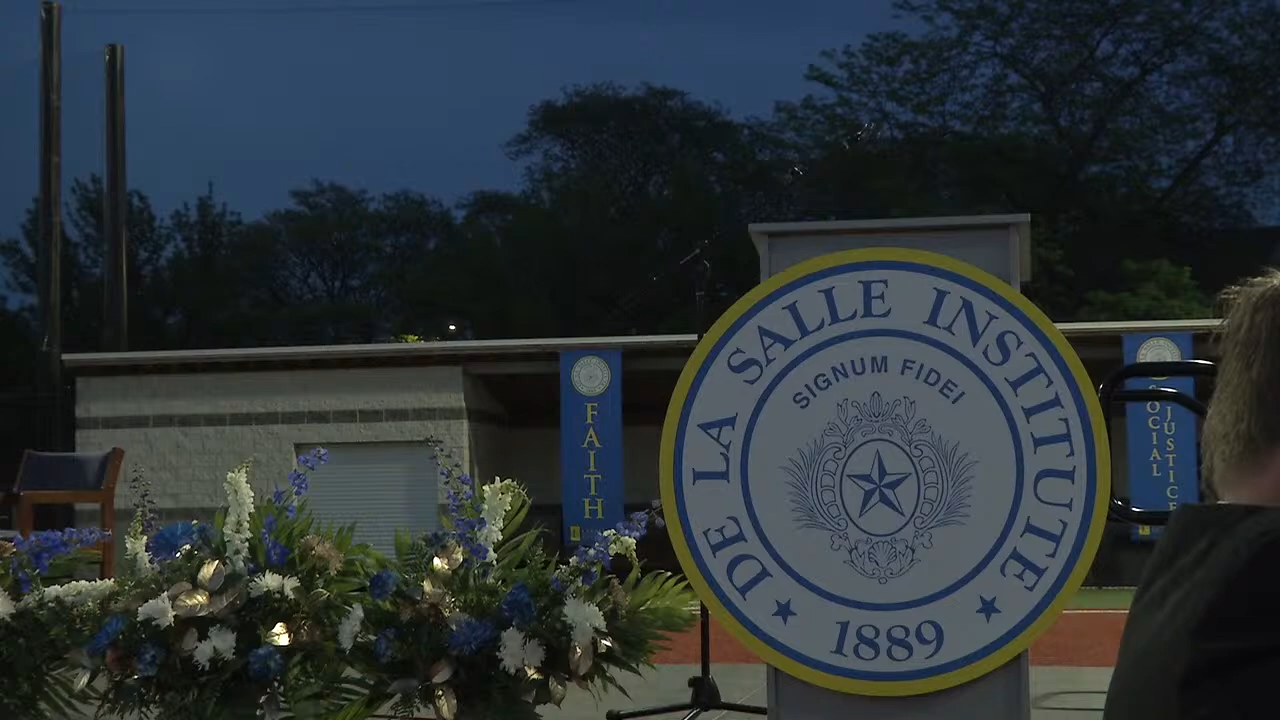 FAITH
DE LA SALLE INSTITUTE
SIGNUM FIDEI
1889
SOCIAL
JUSTICE